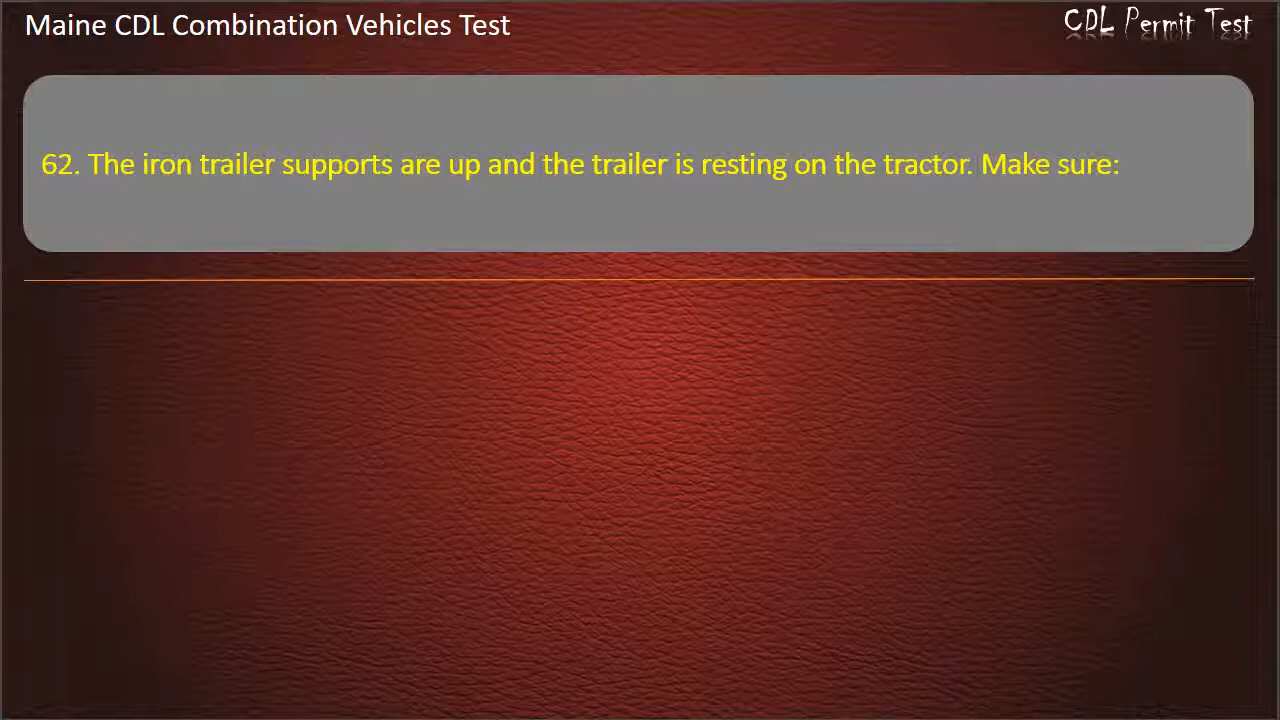 Maine CDL Combination Vehicles Test
CDL Permit Test
62. The iron trailer supports are up and the trailer is resting on the tractor. Make sure: